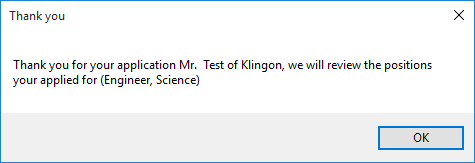 Thank you
Thank you for your application Mr.  Test of Klingon, we will review the positions
your applied for (Engineer, Science)
OK